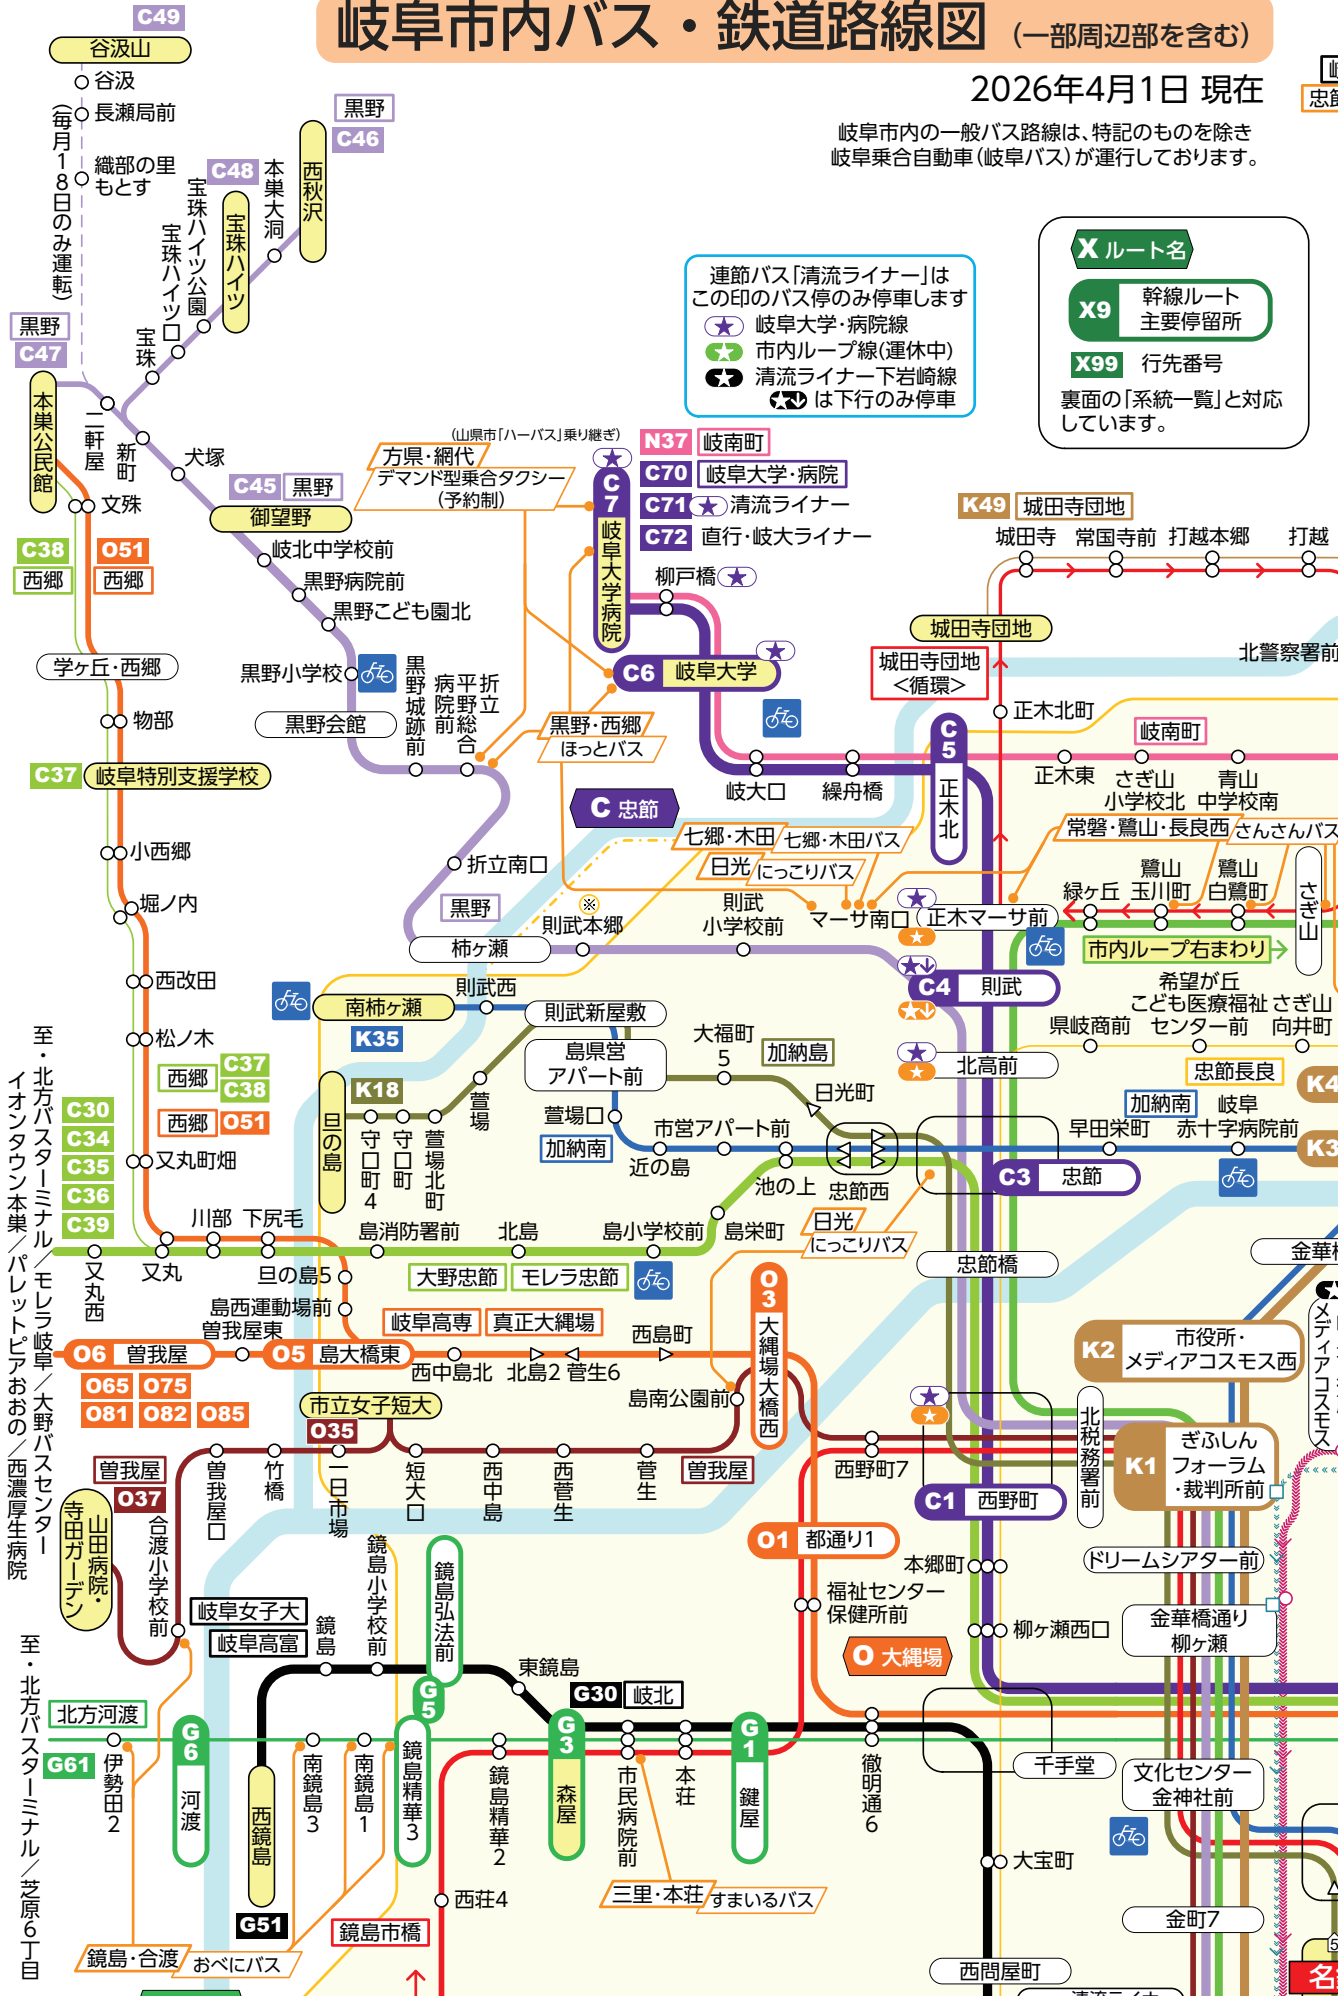 岐阜市内バス・鉄道路線図 (一部周辺部を含む)
2026年4月1日 現在
岐阜市内の一般バス路線は、特記のものを除き
岐阜乗合自動車(岐阜バス)が運行しております。
X ルート名
X9 幹線ルート
主要停留所
X99 行先番号
裏面の「系統一覧」と対応
しています。
連節バス「清流ライナー」は
この印のバス停のみ停車します
岐阜大学・病院線
市内ループ線(運休中)
清流ライナー下岩崎線
は下行のみ停車
C49
谷汲山
谷汲
長瀬局前
織部の里
もとす
(毎月18日のみ運転)
黒野
C46
西秋沢
本巣大洞
C48
宝珠ハイツ
宝珠ハイツ公園
宝珠ハイツ口
宝珠
黒野
C47
本巣公民館
二軒屋
新町
犬塚
C45 黒野
御望野
文殊
C38
西郷
O51
西郷
岐北中学校前
黒野病院前
黒野こども園北
黒野小学校
学ヶ丘・西郷
黒野会館
黒野城跡前
平野総合
病院前
折立
物部
C37 岐阜特別支援学校
小西郷
堀ノ内
西改田
松ノ木
西郷 C37
C38
西郷 O51
又丸町畑
(山県市「ハーバス」乗り継ぎ)
方県・網代
デマンド型乗合タクシー
(予約制)
C7 岐阜大学病院
N37 岐南町
C70 岐阜大学・病院
C71 清流ライナー
C72 直行・岐大ライナー
柳戸橋
C6 岐阜大学
黒野・西郷
ほっとバス
岐大口
繰舟橋
C 忠節
C5 正木北
K49 城田寺団地
城田寺
常国寺前
打越本郷
打越
城田寺団地
城田寺団地
<循環>
北警察署前
正木北町
岐南町
正木東
さぎ山
小学校北
青山
中学校南
常磐・鷺山・長良西
さんさんバス
七郷・木田
七郷・木田バス
日光
にっこりバス
折立南口
黒野
柿ヶ瀬
※
則武本郷
則武
小学校前
マーサ南口
正木マーサ前
緑ヶ丘
鷺山
玉川町
鷺山
白鷺町
さぎ山
市内ループ右まわり
南柿ヶ瀬
K35
則武西
則武新屋敷
C4 則武
希望が丘
こども医療福祉
センター前
さぎ山
向井町
県岐商前
島県営
アパート前
大福町
5
加納島
北高前
忠節長良
K18
旦の島
守口町4
守口町
萱場北町
萱場
萱場口
加納南
日光町
市営アパート前
近の島
池の上
忠節西
加納南
岐阜
赤十字病院前
早田栄町
C3 忠節
C30
C34
C35
C36
C39
至・北方バスターミナル/モレラ岐阜/大野バスセンター
イオンタウン本巣/パレットピアおおの/西濃厚生病院
又丸西
又丸
川部
下尻毛
島消防署前
北島
島小学校前
島栄町
日光
にっこりバス
忠節橋
旦の島5
大野忠節
モレラ忠節
島西運動場前
曽我屋東
O6 曽我屋
O5 島大橋東
岐阜高専
真正大縄場
西島町
西中島北
北島2
菅生6
O3 大縄場大橋西
O65 O75
O81 O82 O85
市立女子短大
O35
島南公園前
曽我屋
O37
曽我屋口
竹橋
一日市場
短大口
西中島
西菅生
菅生
曽我屋
山田病院・
寺田ガーデン
合渡小学校前
西野町7
C1 西野町
北税務署前
K2 市役所・
メディアコスモス西
K1 ぎふしん
フォーラム
・裁判所前
O1 都通り1
本郷町
福祉センター
保健所前
柳ヶ瀬西口
O 大縄場
ドリームシアター前
金華橋通り
柳ヶ瀬
鏡島小学校前
鏡島弘法前
G5
岐阜女子大
岐阜高富
鏡島
東鏡島
G30 岐北
至・北方バスターミナル/芝原6丁目
北方河渡
G61
伊勢田2
G6 河渡
西鏡島
G51
南鏡島3
南鏡島1
鏡島精華3
鏡島精華2
G3 森屋
市民病院前
本荘
G1 鍵屋
徹明通6
千手堂
文化センター
金神社前
大宝町
西荘4
三里・本荘
すまいるバス
鏡島市橋
鏡島・合渡
おべにバス
金町7
西問屋町